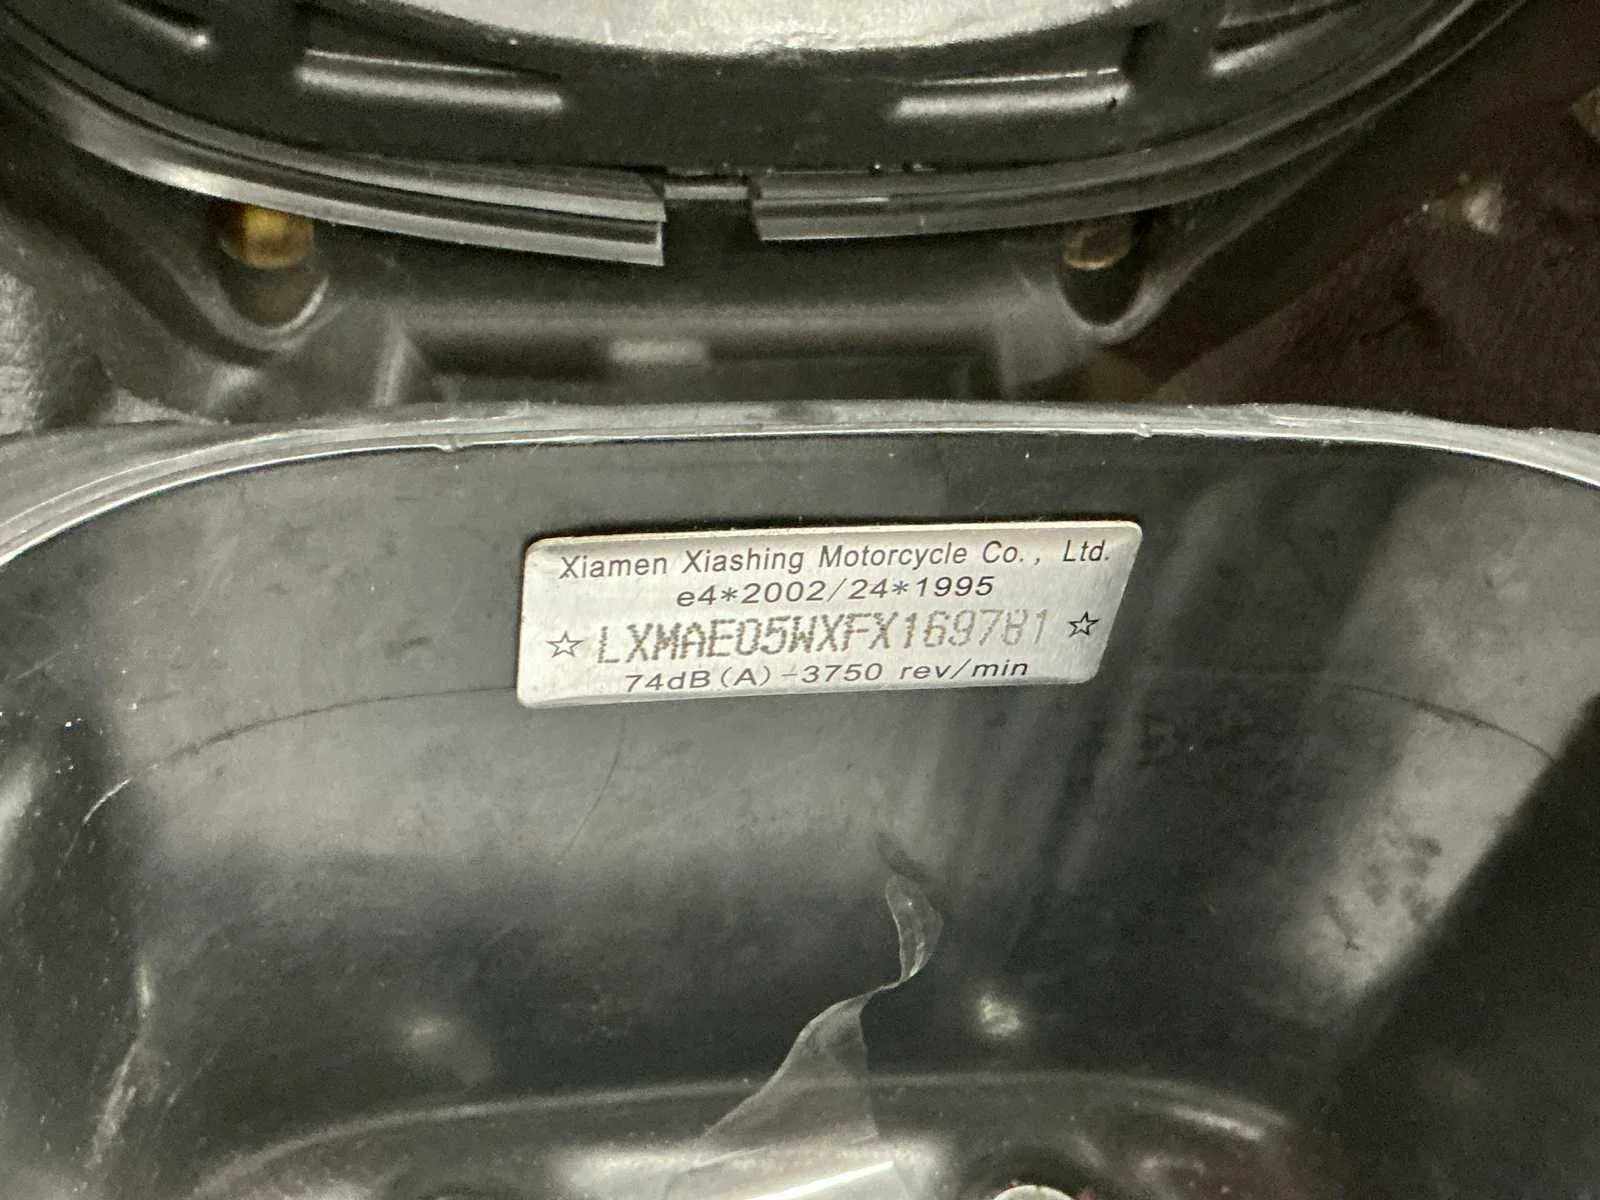 Xiamen Xiashing Motorcycle Co., Ltd.
e4*2002/24*1995
☆ LXMAE05WXFX169781 ☆
74dB(A)-3750 rev/min